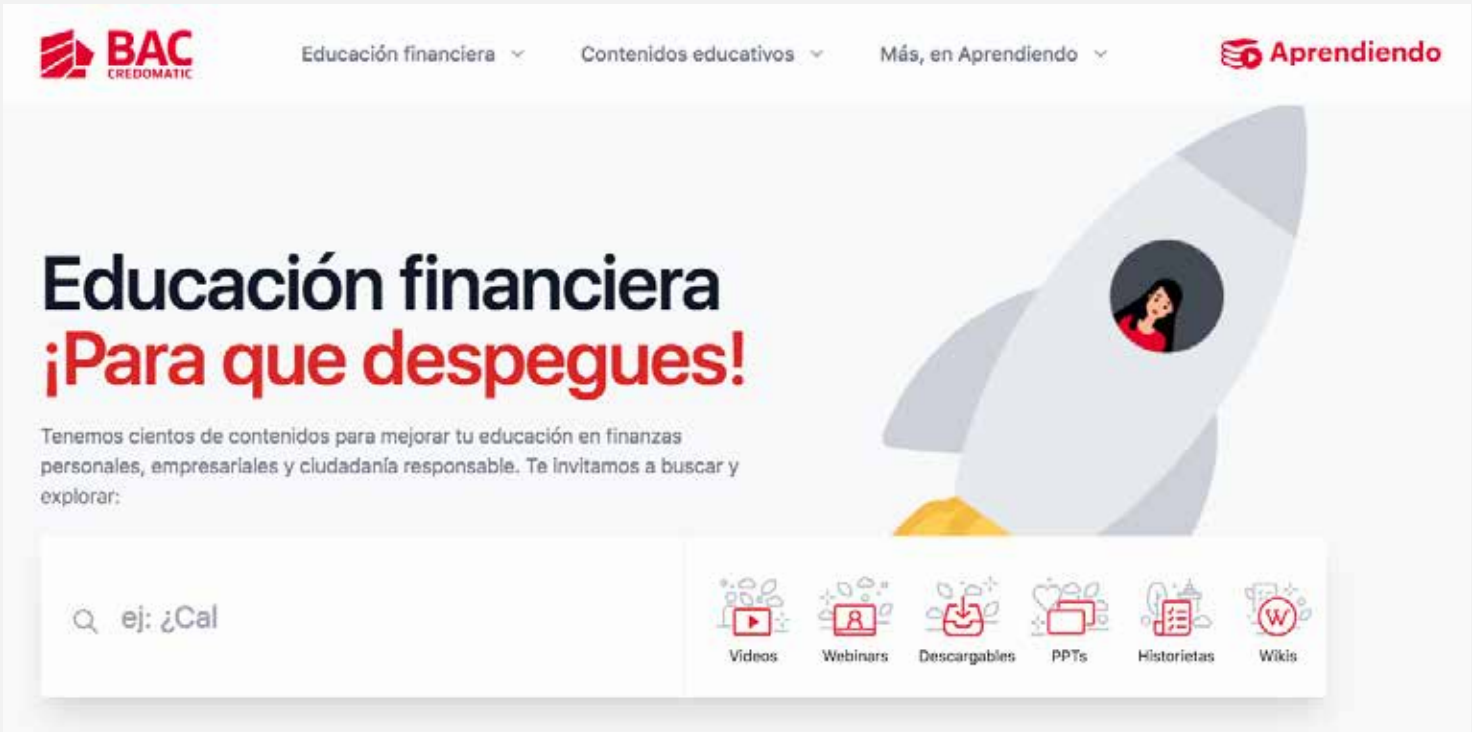 BAC
CREDOMATIC
Educación financiera
Contenidos educativos
Más, en Aprendiendo
Aprendiendo
Educación financiera
¡Para que despegues!
Tenemos cientos de contenidos para mejorar tu educación en finanzas
personales, empresariales y ciudadanía responsable. Te invitamos a buscar y
explorar:
ej: ¿Cal
Videos
Webinars
Descargables
PPTs
Historietas
W
Wikis